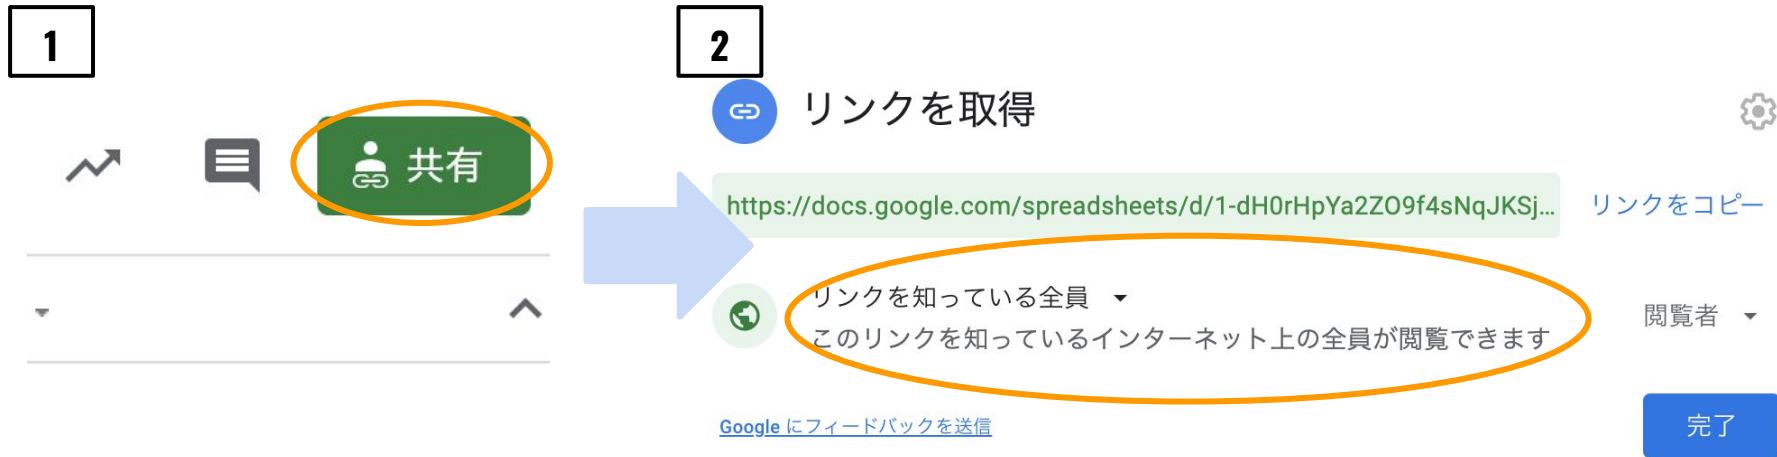 1
共有
2
リンクを取得
https://docs.google.com/spreadsheets/d/1-dH0rHpYa2ZO9f4sNqJKSj...
リンクをコピー
リンクを知っている全員
このリンクを知っているインターネット上の全員が閲覧できます
閲覧者
Google にフィードバックを送信
完了